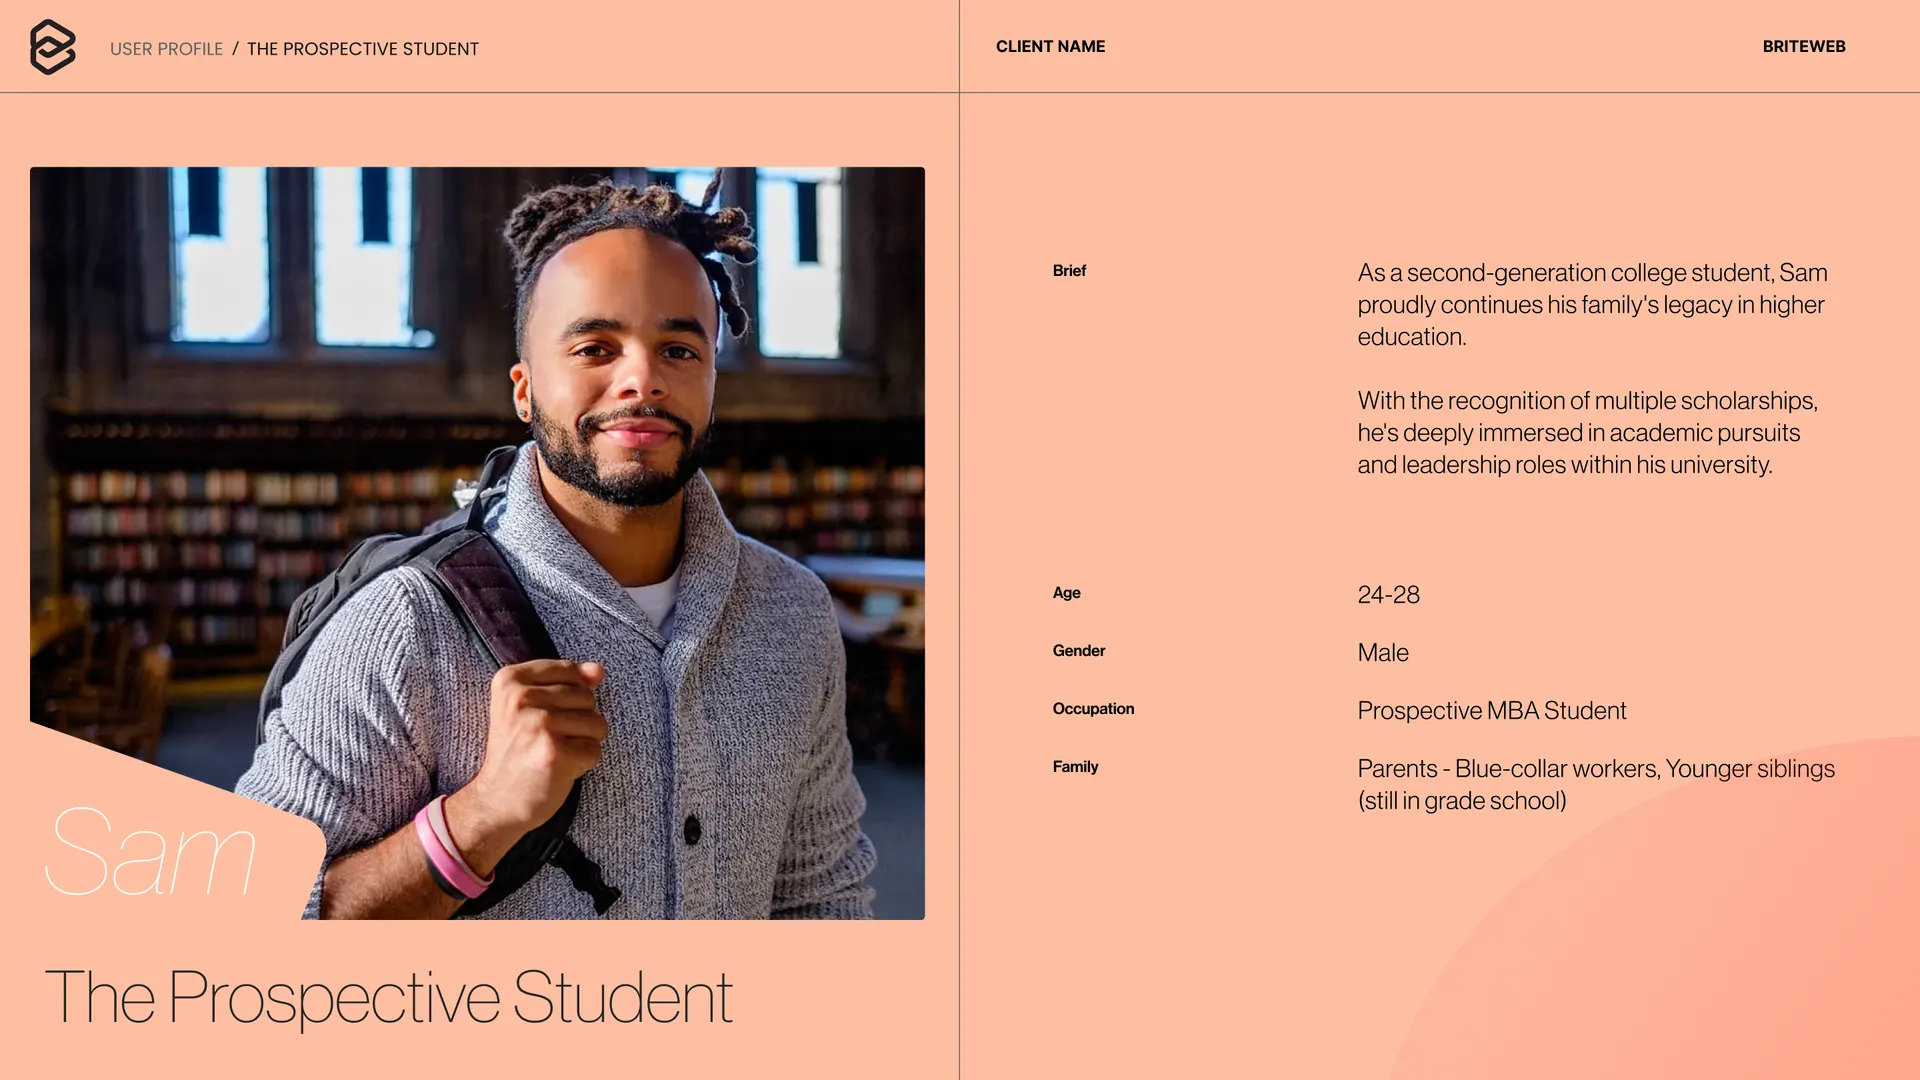 USER PROFILE / THE PROSPECTIVE STUDENT
CLIENT NAME
BRITEWEB
Sam
The Prospective Student
Brief
As a second-generation college student, Sam
proudly continues his family's legacy in higher
education.
With the recognition of multiple scholarships,
he's deeply immersed in academic pursuits
and leadership roles within his university.
Age
24-28
Gender
Male
Occupation
Prospective MBA Student
Family
Parents - Blue-collar workers, Younger siblings
(still in grade school)